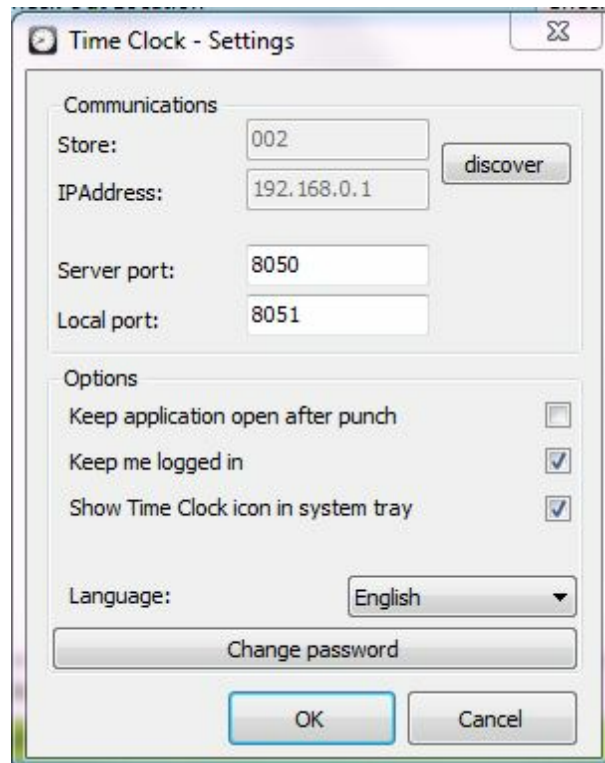 Time Clock - Settings
Communications
Store: 002
discover
IPAddress: 192.168.0.1
Server port: 8050
Local port: 8051
Options
Keep application open after punch
Keep me logged in
Show Time Clock icon in system tray
Language: English
Change password
OK Cancel